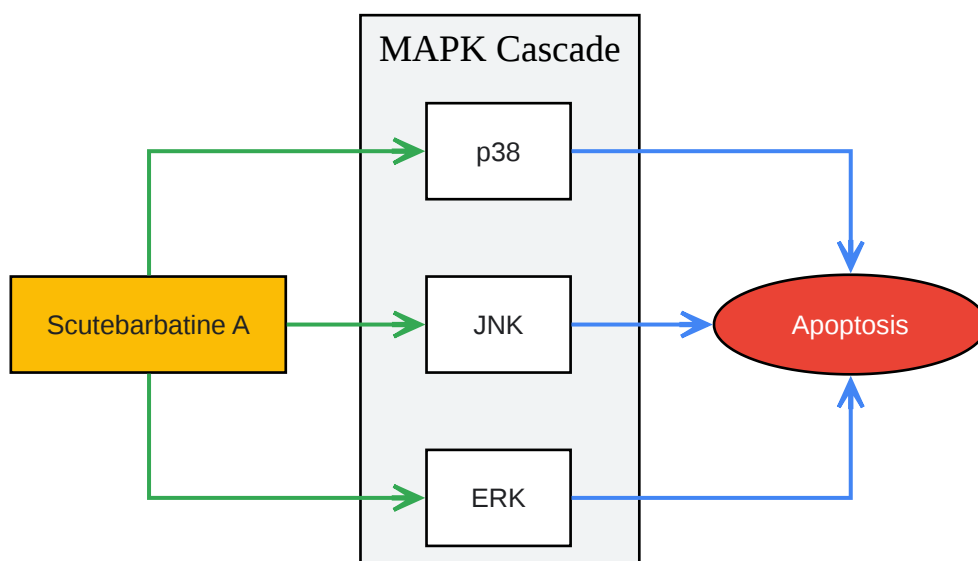 MAPK Cascade
p38
Scutebarbatine A
JNK
Apoptosis
ERK